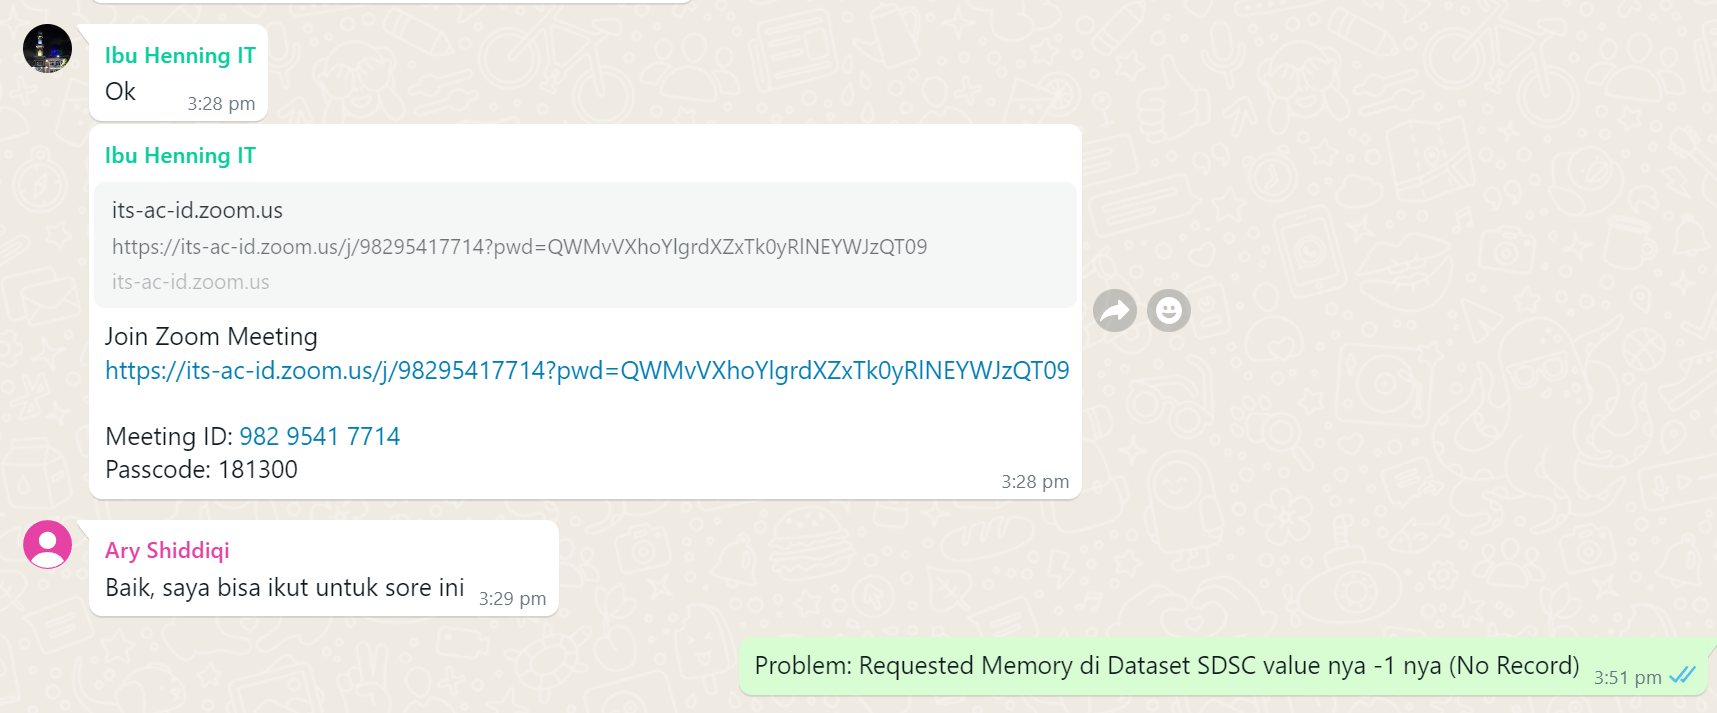 Ibu Henning IT
Ok
3:28 pm
Ibu Henning IT
its-ac-id.zoom.us
https://its-ac-id.zoom.us/j/98295417714?pwd=QWMvVXhoYlgrdXZxTk0yRlNEYWJzQT09
its-ac-id.zoom.us
Join Zoom Meeting
https://its-ac-id.zoom.us/j/98295417714?pwd=QWMvVXhoYlgrdXZxTk0yRlNEYWJzQT09
Meeting ID: 982 9541 7714
Passcode: 181300
3:28 pm
Ary Shiddiqi
Baik, saya bisa ikut untuk sore ini
3:29 pm
Problem: Requested Memory di Dataset SDSC value nya -1 nya (No Record)
3:51 pm